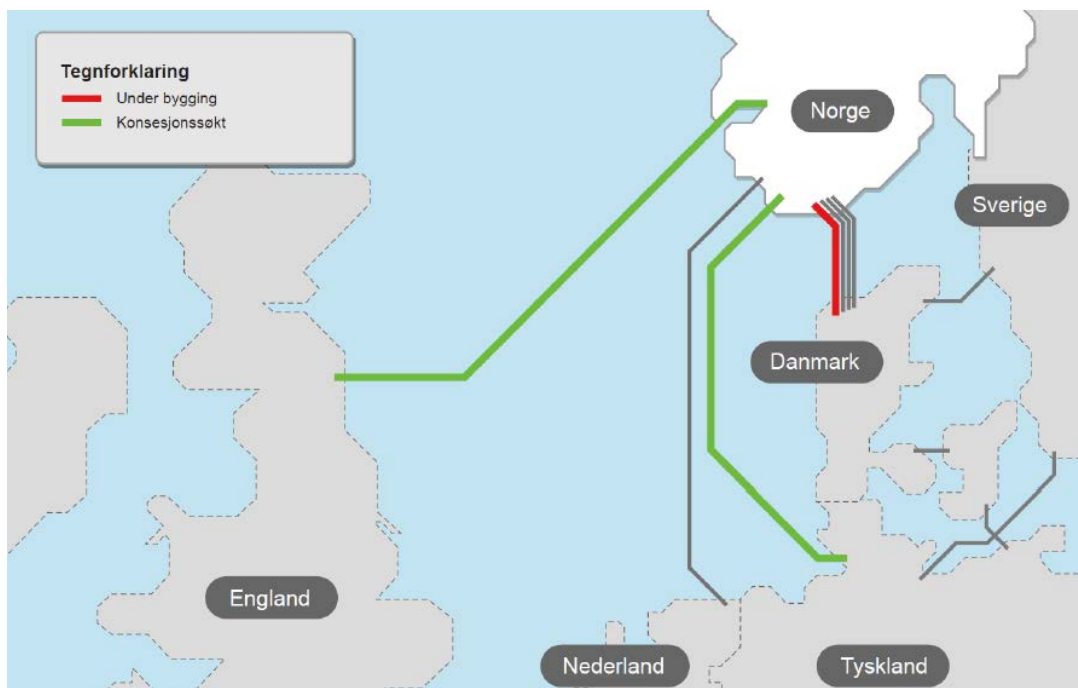 Tegnforklaring
Under bygging
Konsesjonssøkt
Norge
Sverige
Danmark
England
Nederland
Tyskland